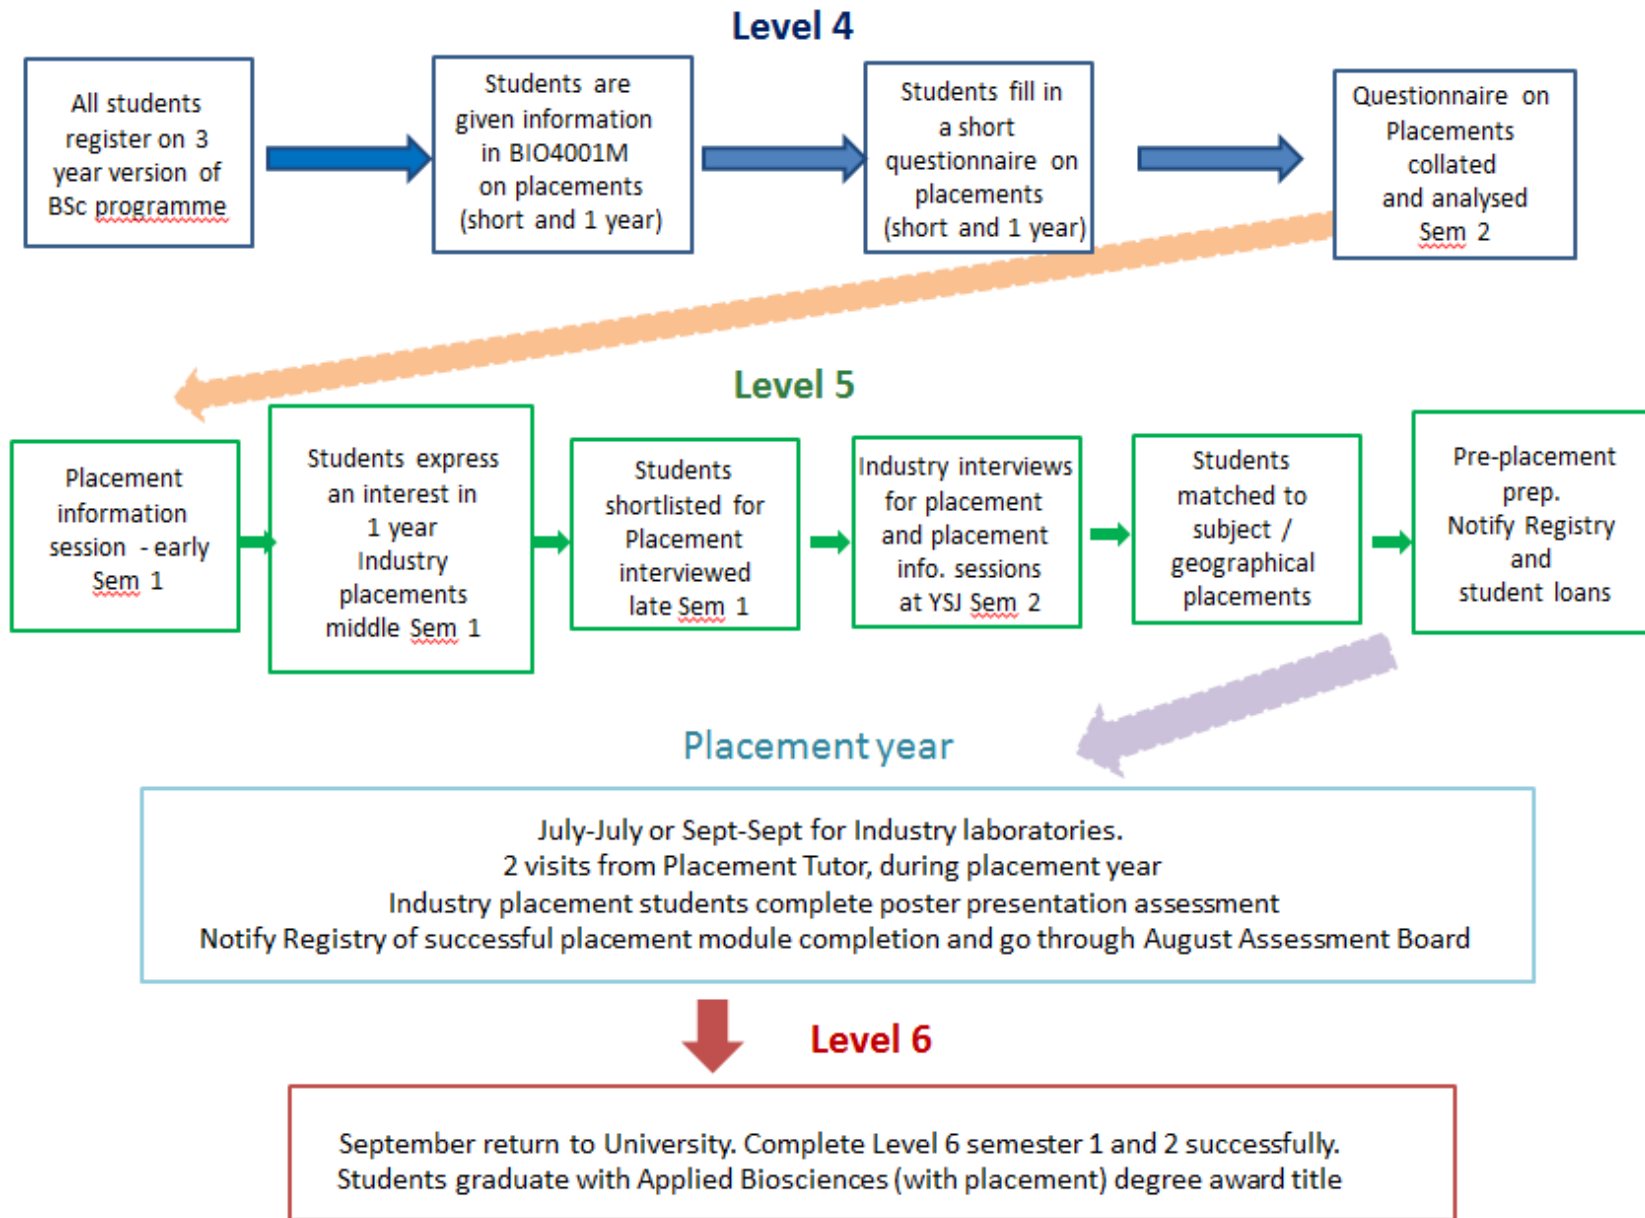 Level 4
All students
register on 3
year version of
BSc programme
Students are
given information
in BIO4001M
on placements
(short and 1 year)
Students fill in
a short
questionnaire on
placements
(short and 1 year)
Questionnaire on
Placements
collated
and analysed
Sem 2
Level 5
Placement
information
session - early
Sem 1
Students express
an interest in
1 year
Industry
placements
middle Sem 1
Students
shortlisted for
Placement
interviewed
late Sem 1
Industry interviews
for placement
and placement
info. sessions
at YSJ Sem 2
Students
matched to
subject /
geographical
placements
Pre-placement
prep.
Notify Registry
and
student loans
Placement year
July-July or Sept-Sept for Industry laboratories.
2 visits from Placement Tutor, during placement year
Industry placement students complete poster presentation assessment
Notify Registry of successful placement module completion and go through August Assessment Board
Level 6
September return to University. Complete Level 6 semester 1 and 2 successfully.
Students graduate with Applied Biosciences (with placement) degree award title